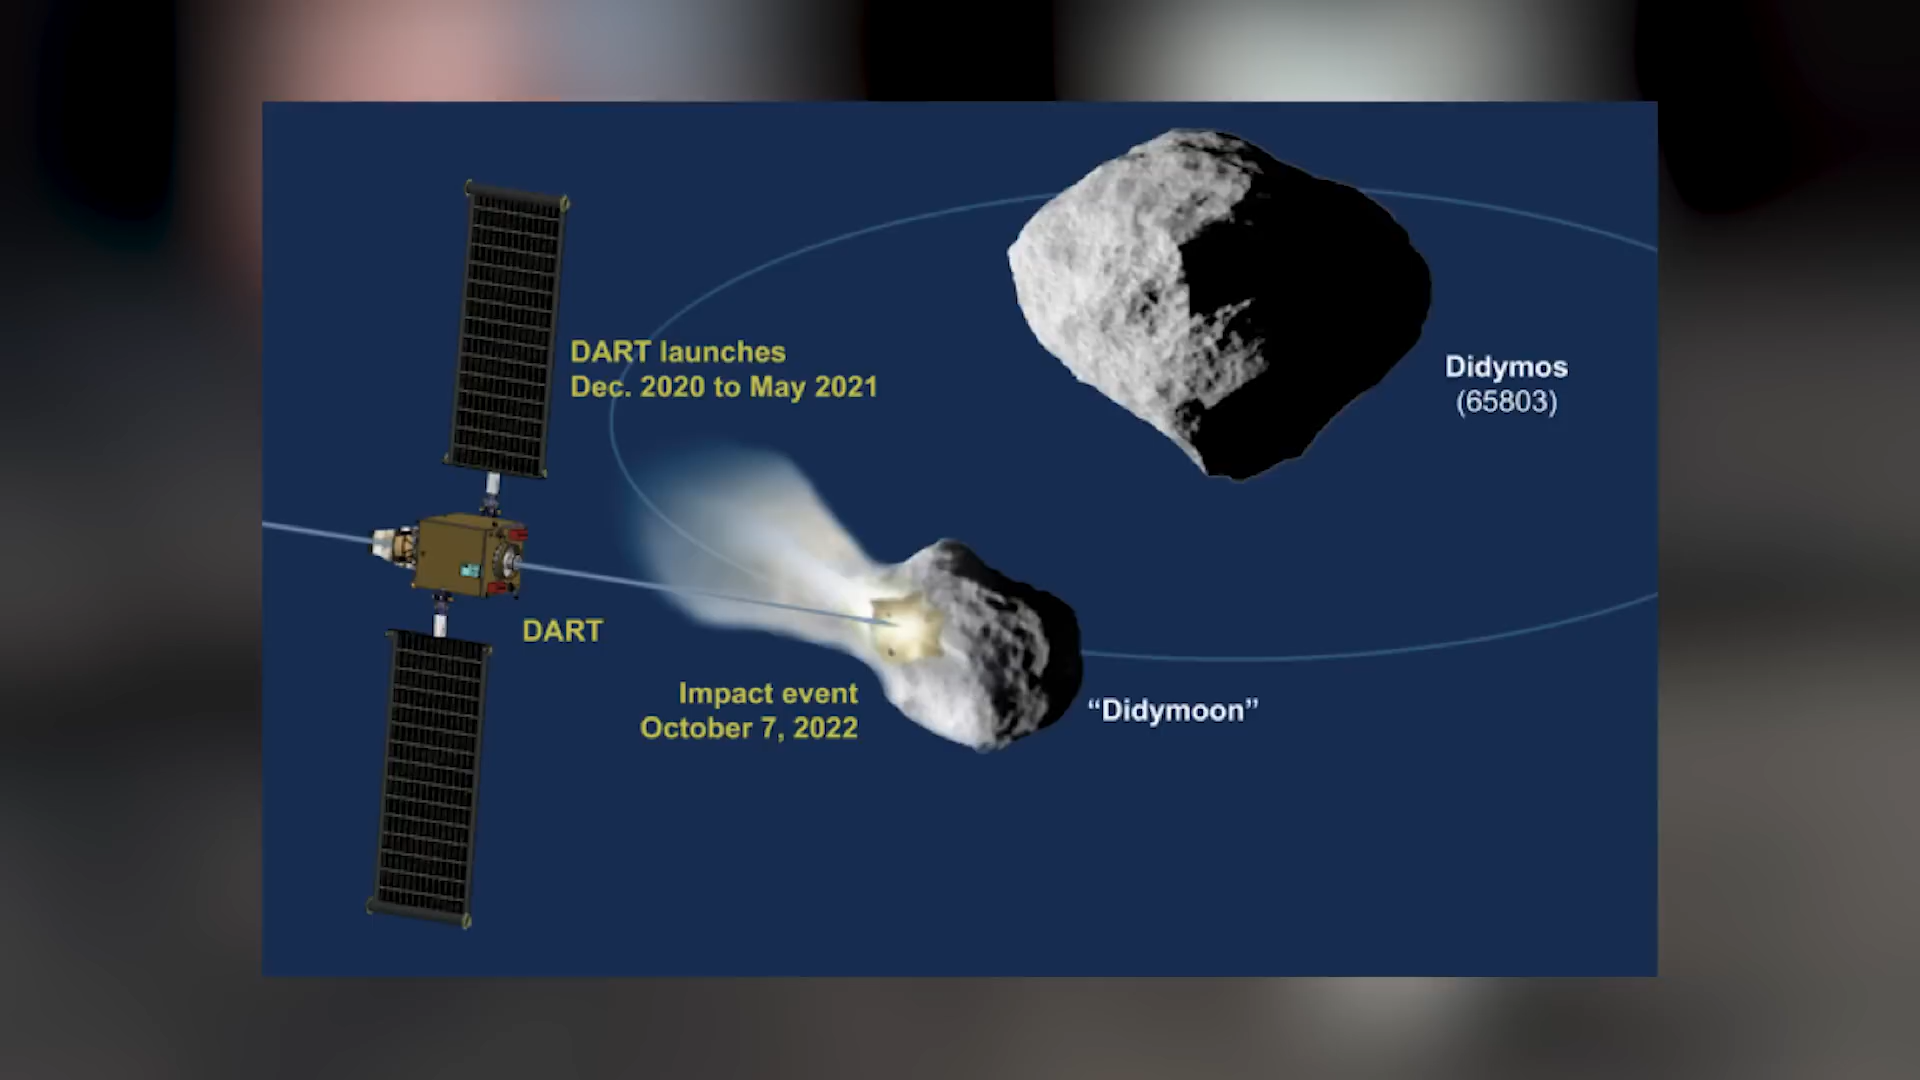 DART launches
Dec. 2020 to May 2021
Didymos
(65803)
DART
Impact event
October 7, 2022
“Didymoon”